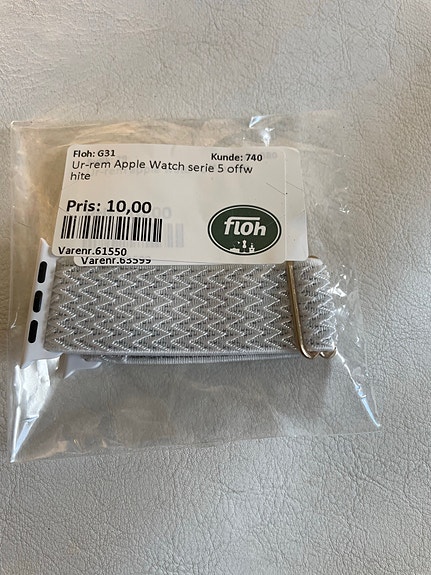 Floh: G31 Kunde: 740
Ur-rem Apple Watch serie 5 offw
hite
Pris: 10,00
floh
Varenr.61550
Varenr.63599